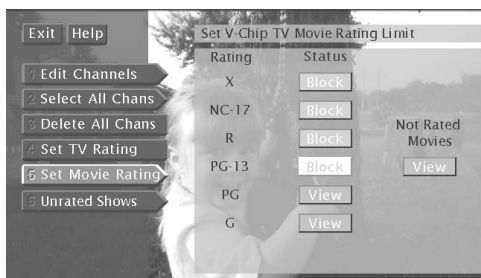 Exit Help
1 Edit Channels
2 Select All Chans
3 Delete All Chans
4 Set TV Rating
5 Set Movie Rating
6 Unrated Shows
Set V-Chip TV Movie Rating Limit
Rating Status
X Block
NC-17 Block
R Block
PG-13 Block
PG View
G View
Not Rated
Movies
View